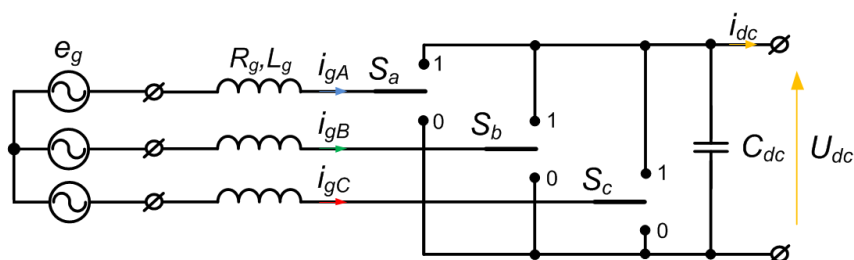 e_g
R_g,L_g
i_gA
S_a
1
0
i_gB
S_b
1
0
i_gC
S_c
1
0
i_dc
C_dc
U_dc